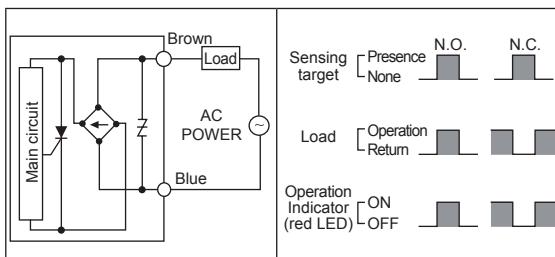 Brown
Load
Main circuit
AC
POWER
~
Blue
N.O. N.C.
Sensing
target
Presence
None
Load
Operation
Return
Operation
Indicator
(red LED)
ON
OFF